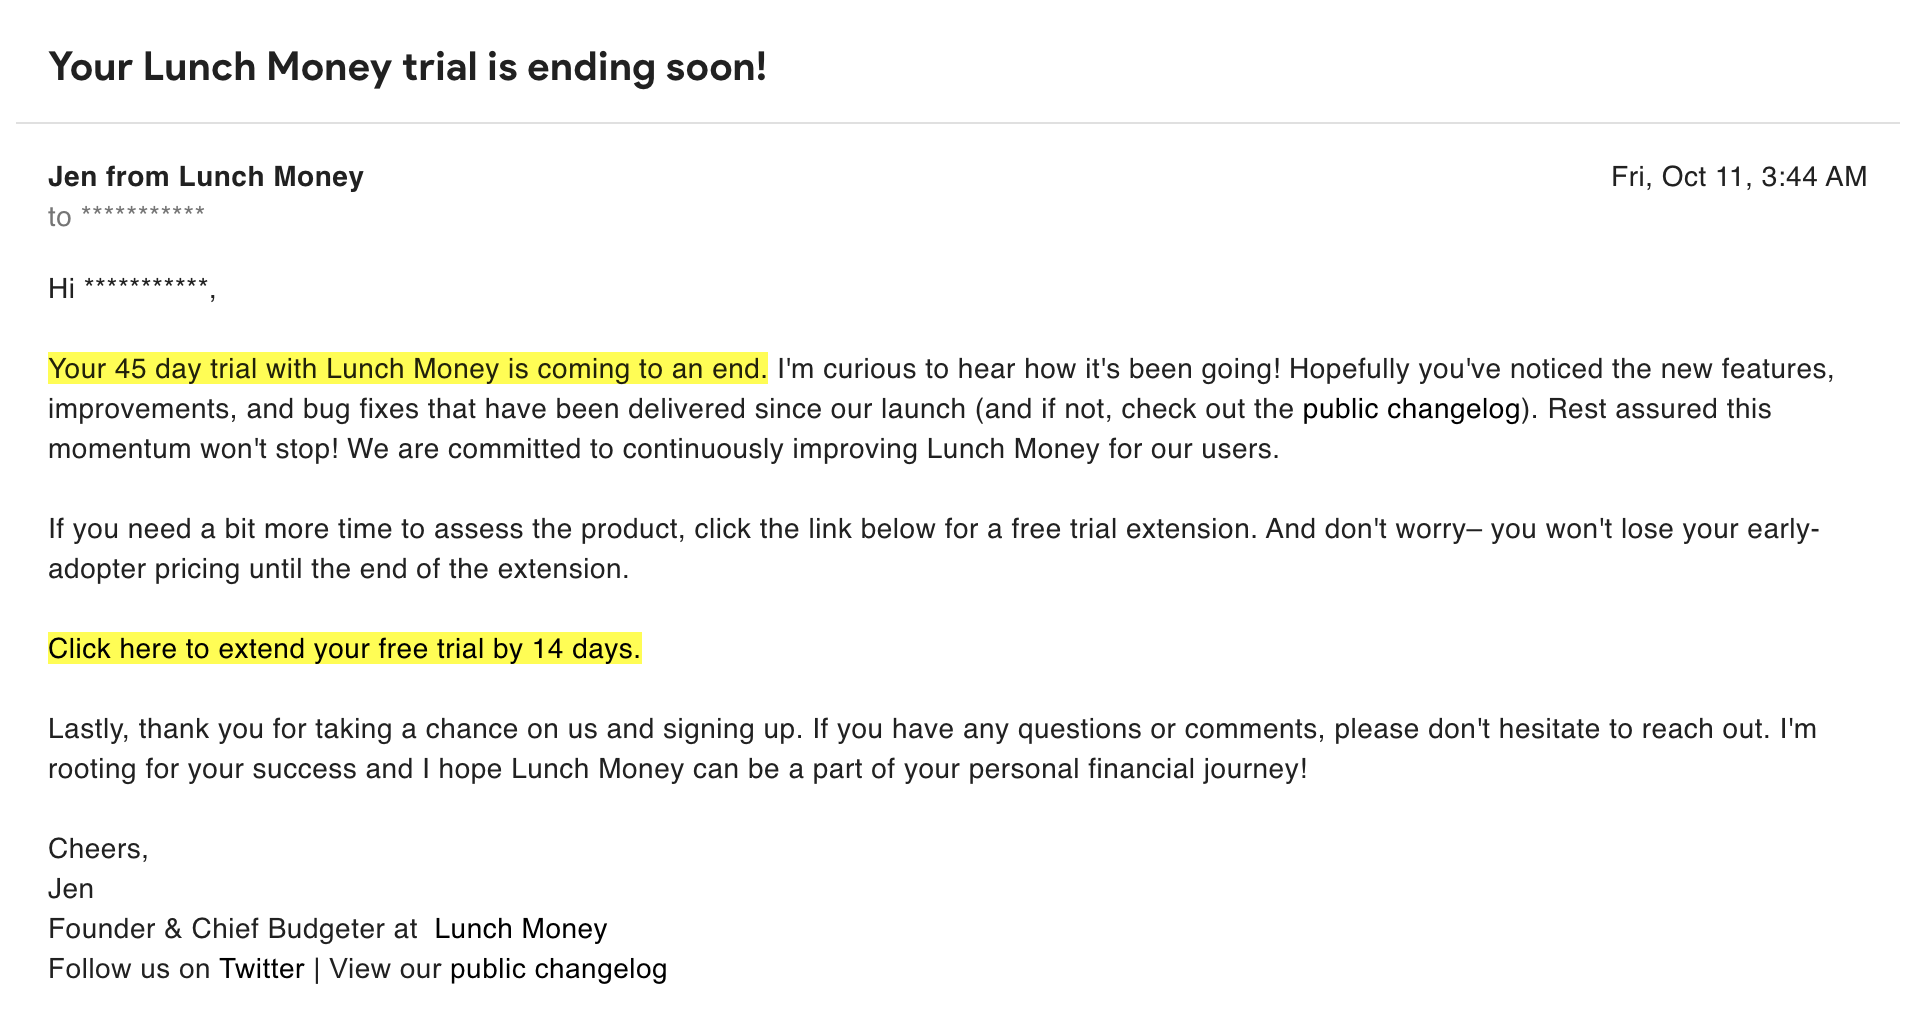 Your Lunch Money trial is ending soon!
Jen from Lunch Money
Fri, Oct 11, 3:44 AM
to ***********
Hi ***********,
Your 45 day trial with Lunch Money is coming to an end. I'm curious to hear how it's been going! Hopefully you've noticed the new features,
improvements, and bug fixes that have been delivered since our launch (and if not, check out the public changelog). Rest assured this
momentum won't stop! We are committed to continuously improving Lunch Money for our users.
If you need a bit more time to assess the product, click the link below for a free trial extension. And don't worry– you won't lose your early-
adopter pricing until the end of the extension.
Click here to extend your free trial by 14 days.
Lastly, thank you for taking a chance on us and signing up. If you have any questions or comments, please don't hesitate to reach out. I'm
rooting for your success and I hope Lunch Money can be a part of your personal financial journey!
Cheers,
Jen
Founder & Chief Budgeter at  Lunch Money
Follow us on Twitter | View our public changelog